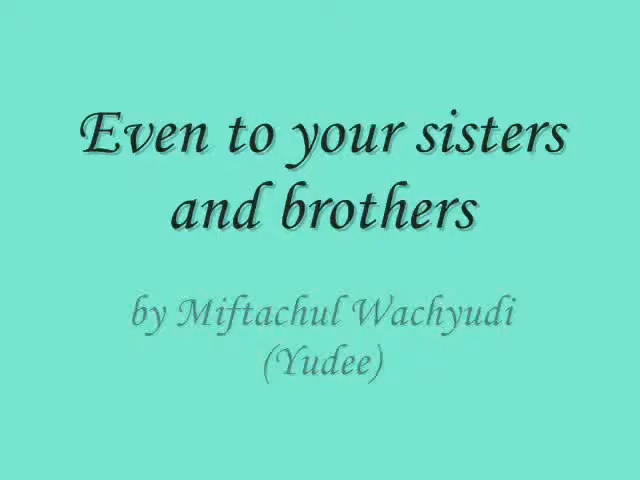 Even to your sisters
and brothers
by Miftachul Wachyudi
(Yudee)